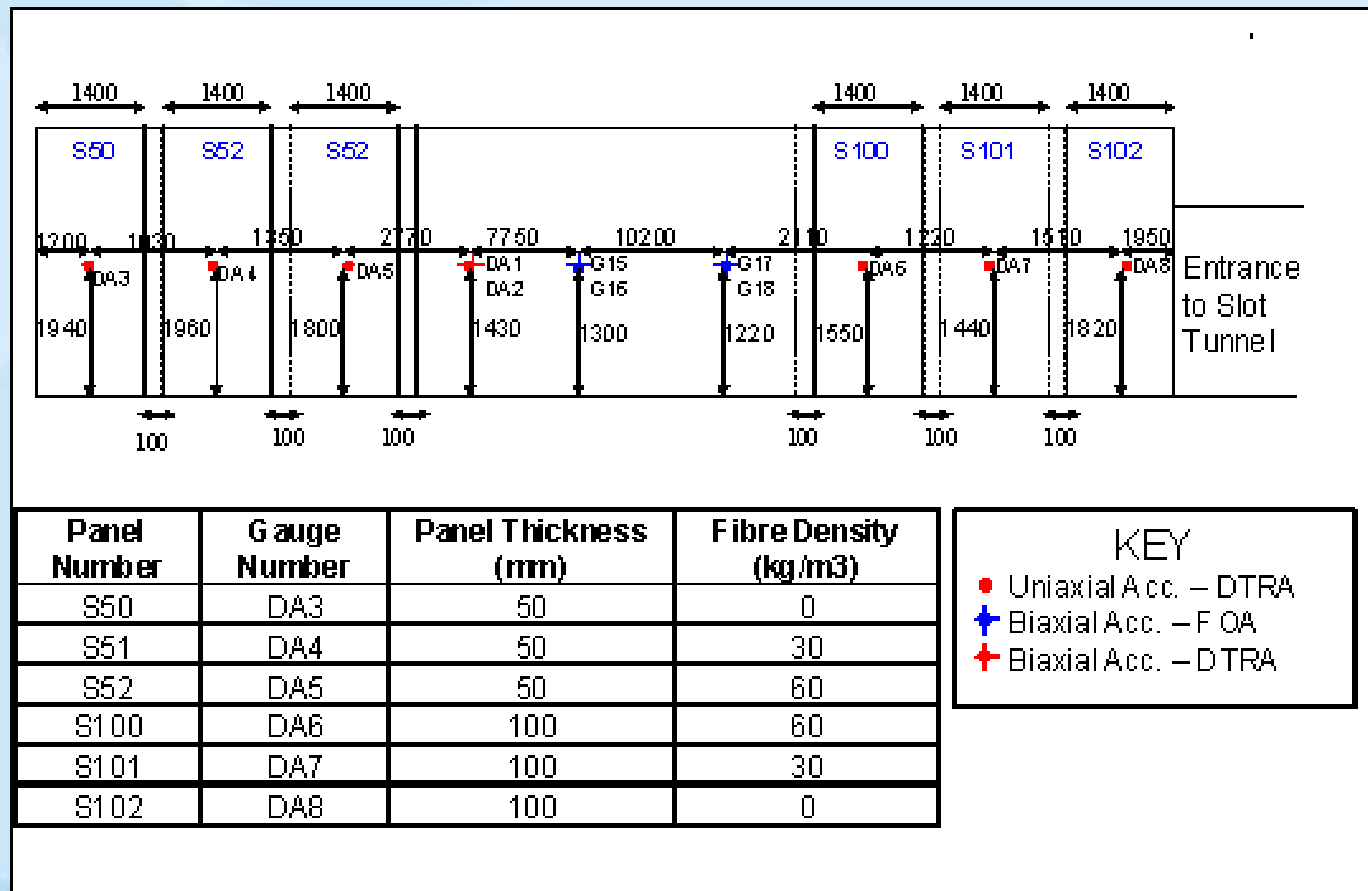 1400 1400 1400 1400 1400 1400
S50 S52 S52 S100 S101 S102
1200 1030 1350 2770 7750 10200 2110 1220 1950
DA3 DA4 DA5 DA1 G15 G17 DA6 DA7 DA8
DA2 G16 G18
1940 1960 1800 1430 1300 1220 1550 1440 1820
Entrance
to Slot
Tunnel
100 100 100 100 100 100
Panel Number Gauge Number Panel Thickness (mm) Fibre Density (kg/m3)
S50 DA3 50 0
S51 DA4 50 30
S52 DA5 50 60
S100 DA6 100 60
S101 DA7 100 30
S102 DA8 100 0
KEY
Uniaxial Acc. – DTRA
Biaxial Acc. – FOA
Biaxial Acc. – DTRA